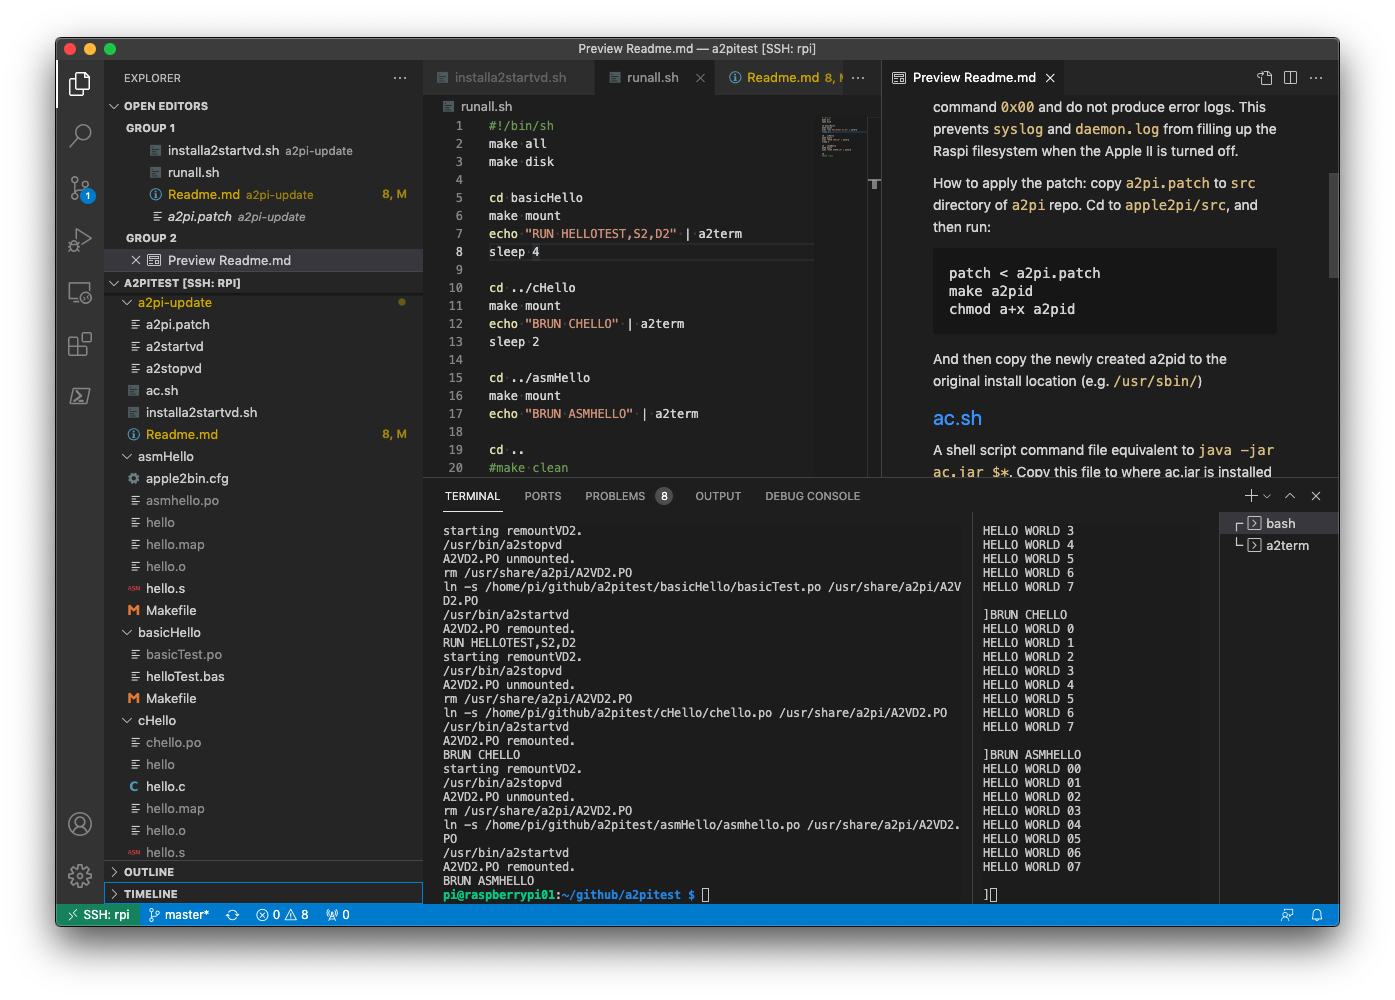 Preview Readme.md — a2pitest [SSH: rpi]
EXPLORER
OPEN EDITORS
GROUP 1
installa2startvd.sh a2pi-update
runall.sh
Readme.md a2pi-update 8, M
a2pi.patch a2pi-update
GROUP 2
Preview Readme.md
A2PITEST [SSH: RPI]
a2pi-update
a2pi.patch
a2startvd
a2stopvd
ac.sh
installa2startvd.sh
Readme.md 8, M
asmHello
apple2bin.cfg
asmhello.po
hello
hello.map
hello.o
ASM hello.s
M Makefile
basicHello
basicTest.po
helloTest.bas
M Makefile
cHello
chello.po
hello
C hello.c
hello.map
hello.o
ASM hello.s
OUTLINE
TIMELINE
1
installa2startvd.sh
runall.sh
Readme.md 8, M
runall.sh
1 #!/bin/sh
2 make all
3 make disk
4
5 cd basicHello
6 make mount
7 echo "RUN HELLOTEST,S2,D2" | a2term
8 sleep 4
9
10 cd ../cHello
11 make mount
12 echo "BRUN CHELLO" | a2term
13 sleep 2
14
15 cd ../asmHello
16 make mount
17 echo "BRUN ASMHELLO" | a2term
18
19 cd ..
20 #make clean
Preview Readme.md
command 0x00 and do not produce error logs. This
prevents syslog and daemon.log from filling up the
Raspi filesystem when the Apple II is turned off.
How to apply the patch: copy a2pi.patch to src
directory of a2pi repo. Cd to apple2pi/src, and
then run:
patch < a2pi.patch
make a2pid
chmod a+x a2pid
And then copy the newly created a2pid to the
original install location (e.g. /usr/sbin/)
ac.sh
A shell script command file equivalent to java -jar
ac.jar $*. Copy this file to where ac.jar is installed
TERMINAL PORTS PROBLEMS 8 OUTPUT DEBUG CONSOLE
starting remountVD2.
/usr/bin/a2stopvd
A2VD2.PO unmounted.
rm /usr/share/a2pi/A2VD2.PO
ln -s /home/pi/github/a2pitest/basicHello/basicTest.po /usr/share/a2pi/A2V
D2.PO
/usr/bin/a2startvd
A2VD2.PO remounted.
RUN HELLOTEST,S2,D2
starting remountVD2.
/usr/bin/a2stopvd
A2VD2.PO unmounted.
rm /usr/share/a2pi/A2VD2.PO
ln -s /home/pi/github/a2pitest/cHello/chello.po /usr/share/a2pi/A2VD2.PO
/usr/bin/a2startvd
A2VD2.PO remounted.
BRUN CHELLO
starting remountVD2.
/usr/bin/a2stopvd
A2VD2.PO unmounted.
rm /usr/share/a2pi/A2VD2.PO
ln -s /home/pi/github/a2pitest/asmHello/asmhello.po /usr/share/a2pi/A2VD2.
PO
/usr/bin/a2startvd
A2VD2.PO remounted.
BRUN ASMHELLO
pi@raspberrypi01:~/github/a2pitest $
HELLO WORLD 3
HELLO WORLD 4
HELLO WORLD 5
HELLO WORLD 6
HELLO WORLD 7
]BRUN CHELLO
HELLO WORLD 0
HELLO WORLD 1
HELLO WORLD 2
HELLO WORLD 3
HELLO WORLD 4
HELLO WORLD 5
HELLO WORLD 6
HELLO WORLD 7
]BRUN ASMHELLO
HELLO WORLD 00
HELLO WORLD 01
HELLO WORLD 02
HELLO WORLD 03
HELLO WORLD 04
HELLO WORLD 05
HELLO WORLD 06
HELLO WORLD 07
]
bash
a2term
SSH: rpi master* 0 8 0